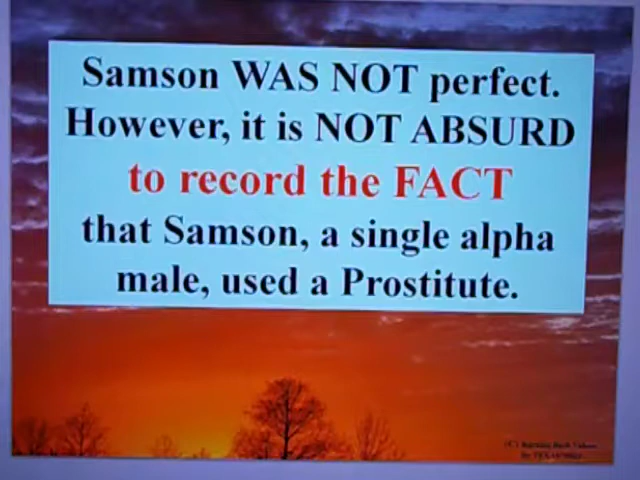 Samson WAS NOT perfect.
However, it is NOT ABSURD
to record the FACT
that Samson, a single alpha
male, used a Prostitute.
(C)